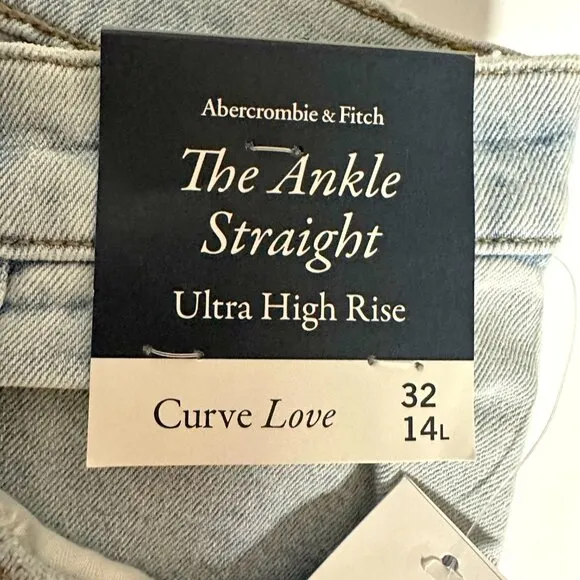 Abercrombie & Fitch
The Ankle
Straight
Ultra High Rise
Curve Love
32
14L